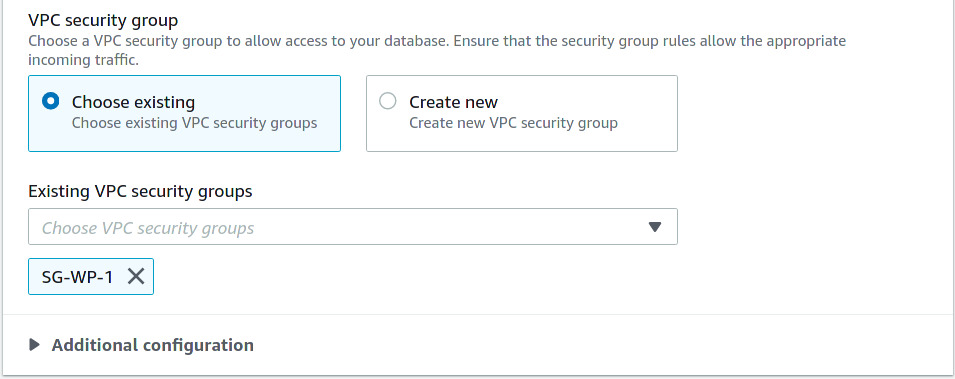 VPC security group
Choose a VPC security group to allow access to your database. Ensure that the security group rules allow the appropriate
incoming traffic.
Choose existing
Choose existing VPC security groups
Create new
Create new VPC security group
Existing VPC security groups
Choose VPC security groups
SG-WP-1
Additional configuration